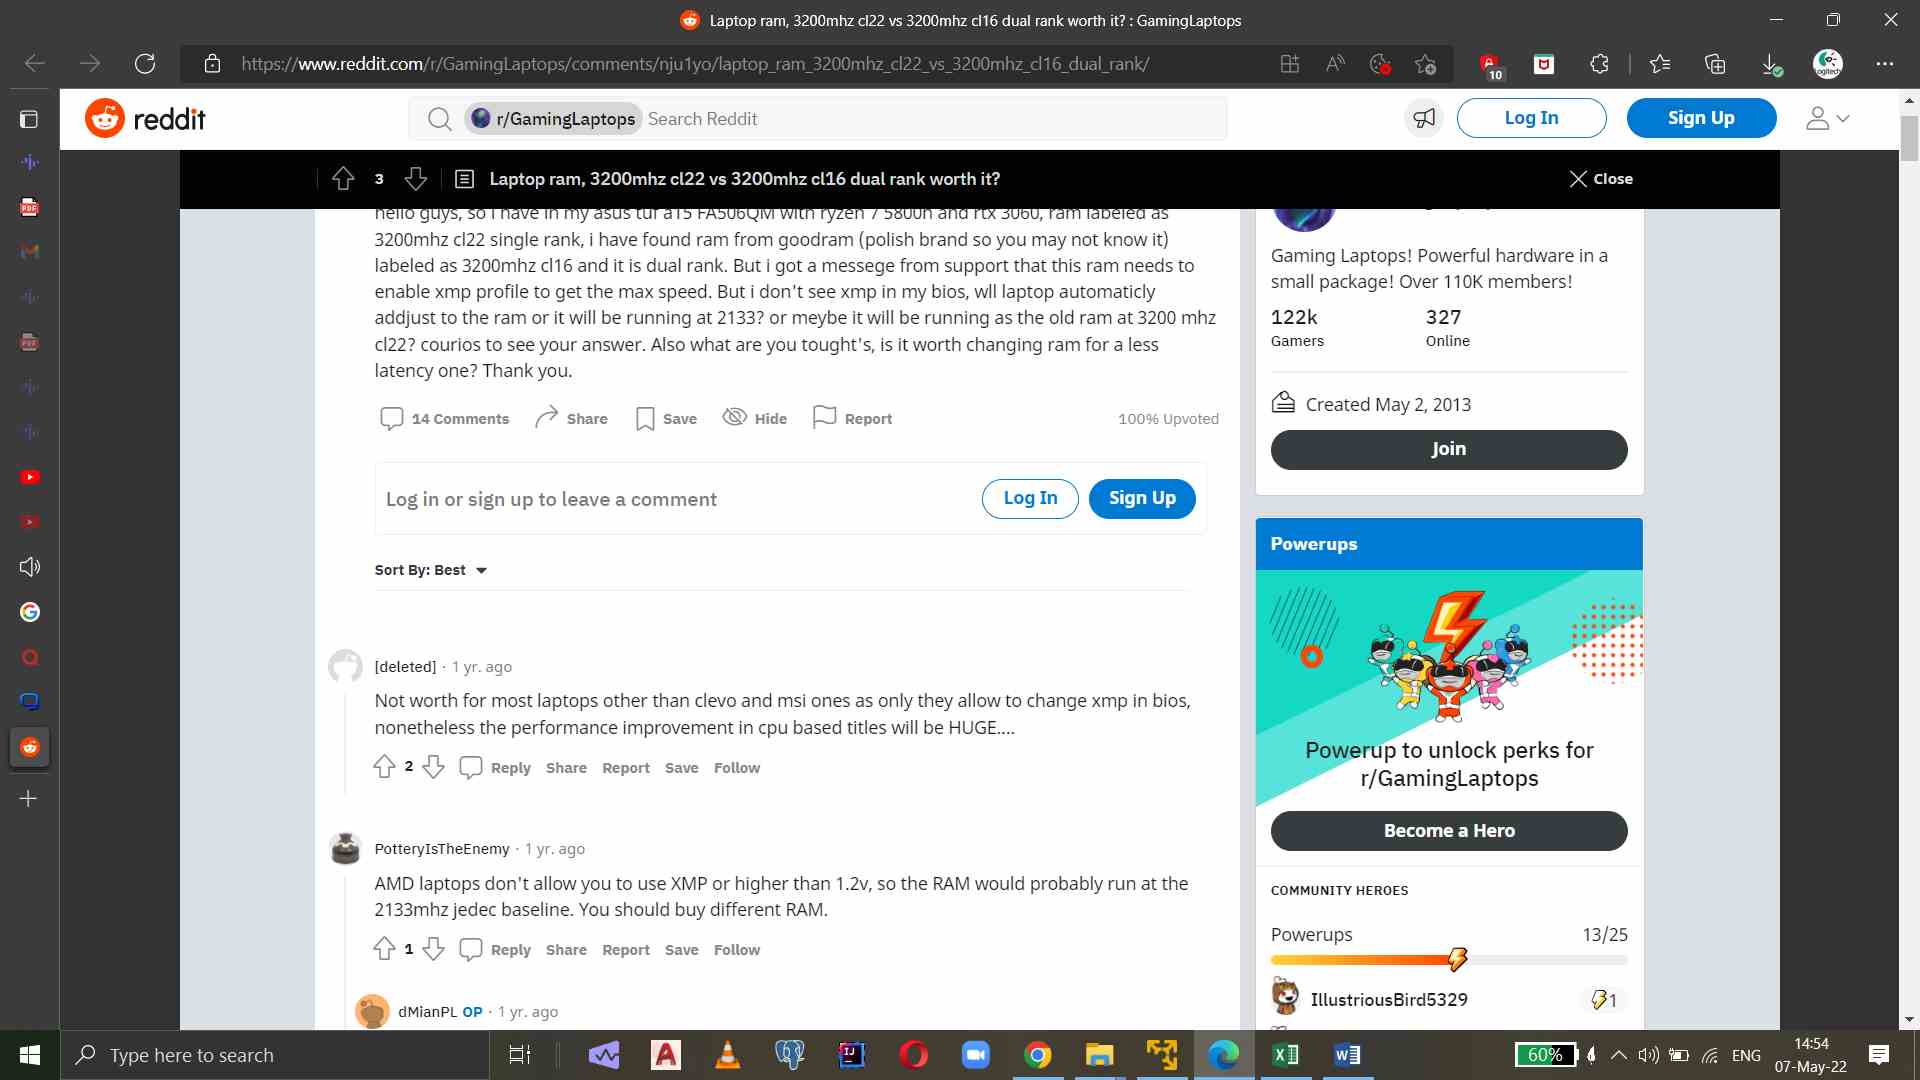 Laptop ram, 3200mhz cl22 vs 3200mhz cl16 dual rank worth it? : GamingLaptops
https://www.reddit.com/r/GamingLaptops/comments/nju1yo/laptop_ram_3200mhz_cl22_vs_3200mhz_cl16_dual_rank/
10
Logitech
reddit
r/GamingLaptops
Search Reddit
Log In
Sign Up
3
Laptop ram, 3200mhz cl22 vs 3200mhz cl16 dual rank worth it?
Close
hello guys, so i have in my asus tuf a15 FA506QM with ryzen 7 5800h and rtx 3060, ram labeled as
3200mhz cl22 single rank, i have found ram from goodram (polish brand so you may not know it)
labeled as 3200mhz cl16 and it is dual rank. But i got a messege from support that this ram needs to
enable xmp profile to get the max speed. But i don't see xmp in my bios, wll laptop automaticly
addjust to the ram or it will be running at 2133? or meybe it will be running as the old ram at 3200 mhz
cl22? courios to see your answer. Also what are you tought's, is it worth changing ram for a less
latency one? Thank you.
14 Comments
Share
Save
Hide
Report
100% Upvoted
Log in or sign up to leave a comment
Log In
Sign Up
Sort By: Best
[deleted] · 1 yr. ago
Not worth for most laptops other than clevo and msi ones as only they allow to change xmp in bios,
nonetheless the performance improvement in cpu based titles will be HUGE....
2
Reply
Share
Report
Save
Follow
PotteryIsTheEnemy · 1 yr. ago
AMD laptops don't allow you to use XMP or higher than 1.2v, so the RAM would probably run at the
2133mhz jedec baseline. You should buy different RAM.
1
Reply
Share
Report
Save
Follow
dMianPL OP · 1 yr. ago
Gaming Laptops! Powerful hardware in a
small package! Over 110K members!
122k
327
Gamers
Online
Created May 2, 2013
Join
Powerups
Powerup to unlock perks for
r/GamingLaptops
Become a Hero
COMMUNITY HEROES
Powerups
13/25
IllustriousBird5329
1
PDF
PDF
Type here to search
IJ
60%
ENG
14:54
07-May-22